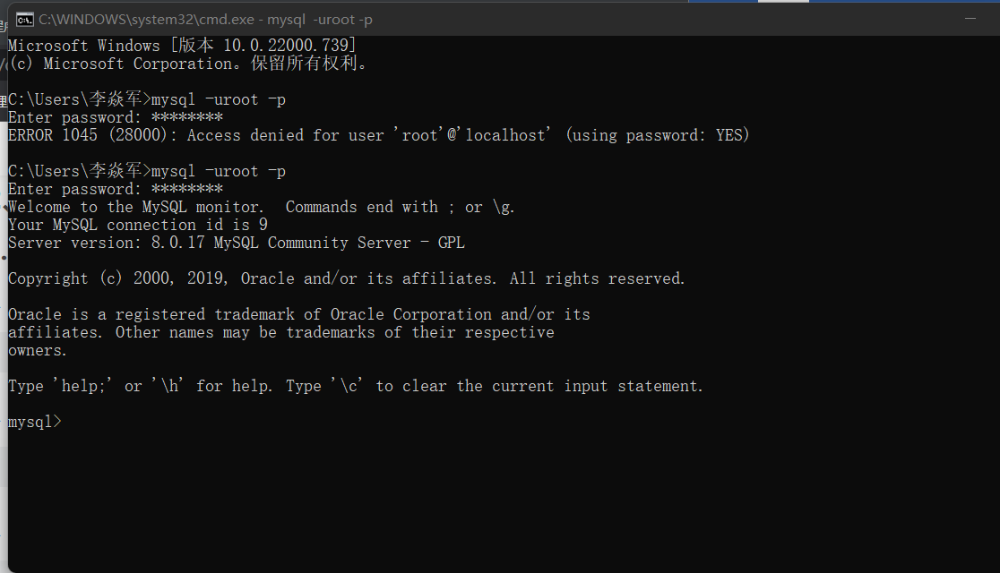 C:\WINDOWS\system32\cmd.exe - mysql -uroot -p
Microsoft Windows [版本 10.0.22000.739]
(c) Microsoft Corporation。保留所有权利。
C:\Users\李焱军>mysql -uroot -p
Enter password: ********
ERROR 1045 (28000): Access denied for user 'root'@'localhost' (using password: YES)
C:\Users\李焱军>mysql -uroot -p
Enter password: ********
Welcome to the MySQL monitor.  Commands end with ; or \g.
Your MySQL connection id is 9
Server version: 8.0.17 MySQL Community Server - GPL
Copyright (c) 2000, 2019, Oracle and/or its affiliates. All rights reserved.
Oracle is a registered trademark of Oracle Corporation and/or its
affiliates. Other names may be trademarks of their respective
owners.
Type 'help;' or '\h' for help. Type '\c' to clear the current input statement.
mysql>